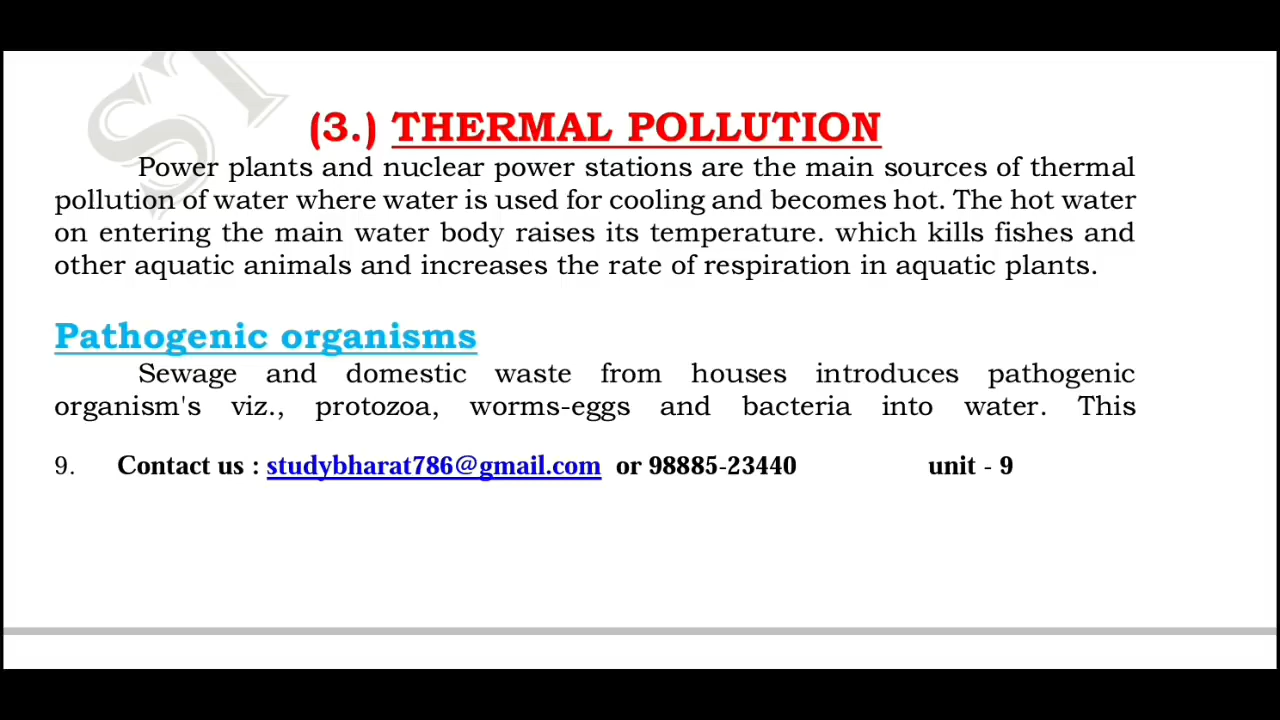 (3.) THERMAL POLLUTION
Power plants and nuclear power stations are the main sources of thermal
pollution of water where water is used for cooling and becomes hot. The hot water
on entering the main water body raises its temperature. which kills fishes and
other aquatic animals and increases the rate of respiration in aquatic plants.
Pathogenic organisms
Sewage and domestic waste from houses introduces pathogenic
organism's viz., protozoa, worms-eggs and bacteria into water. This
9. Contact us : studybharat786@gmail.com or 98885-23440 unit - 9